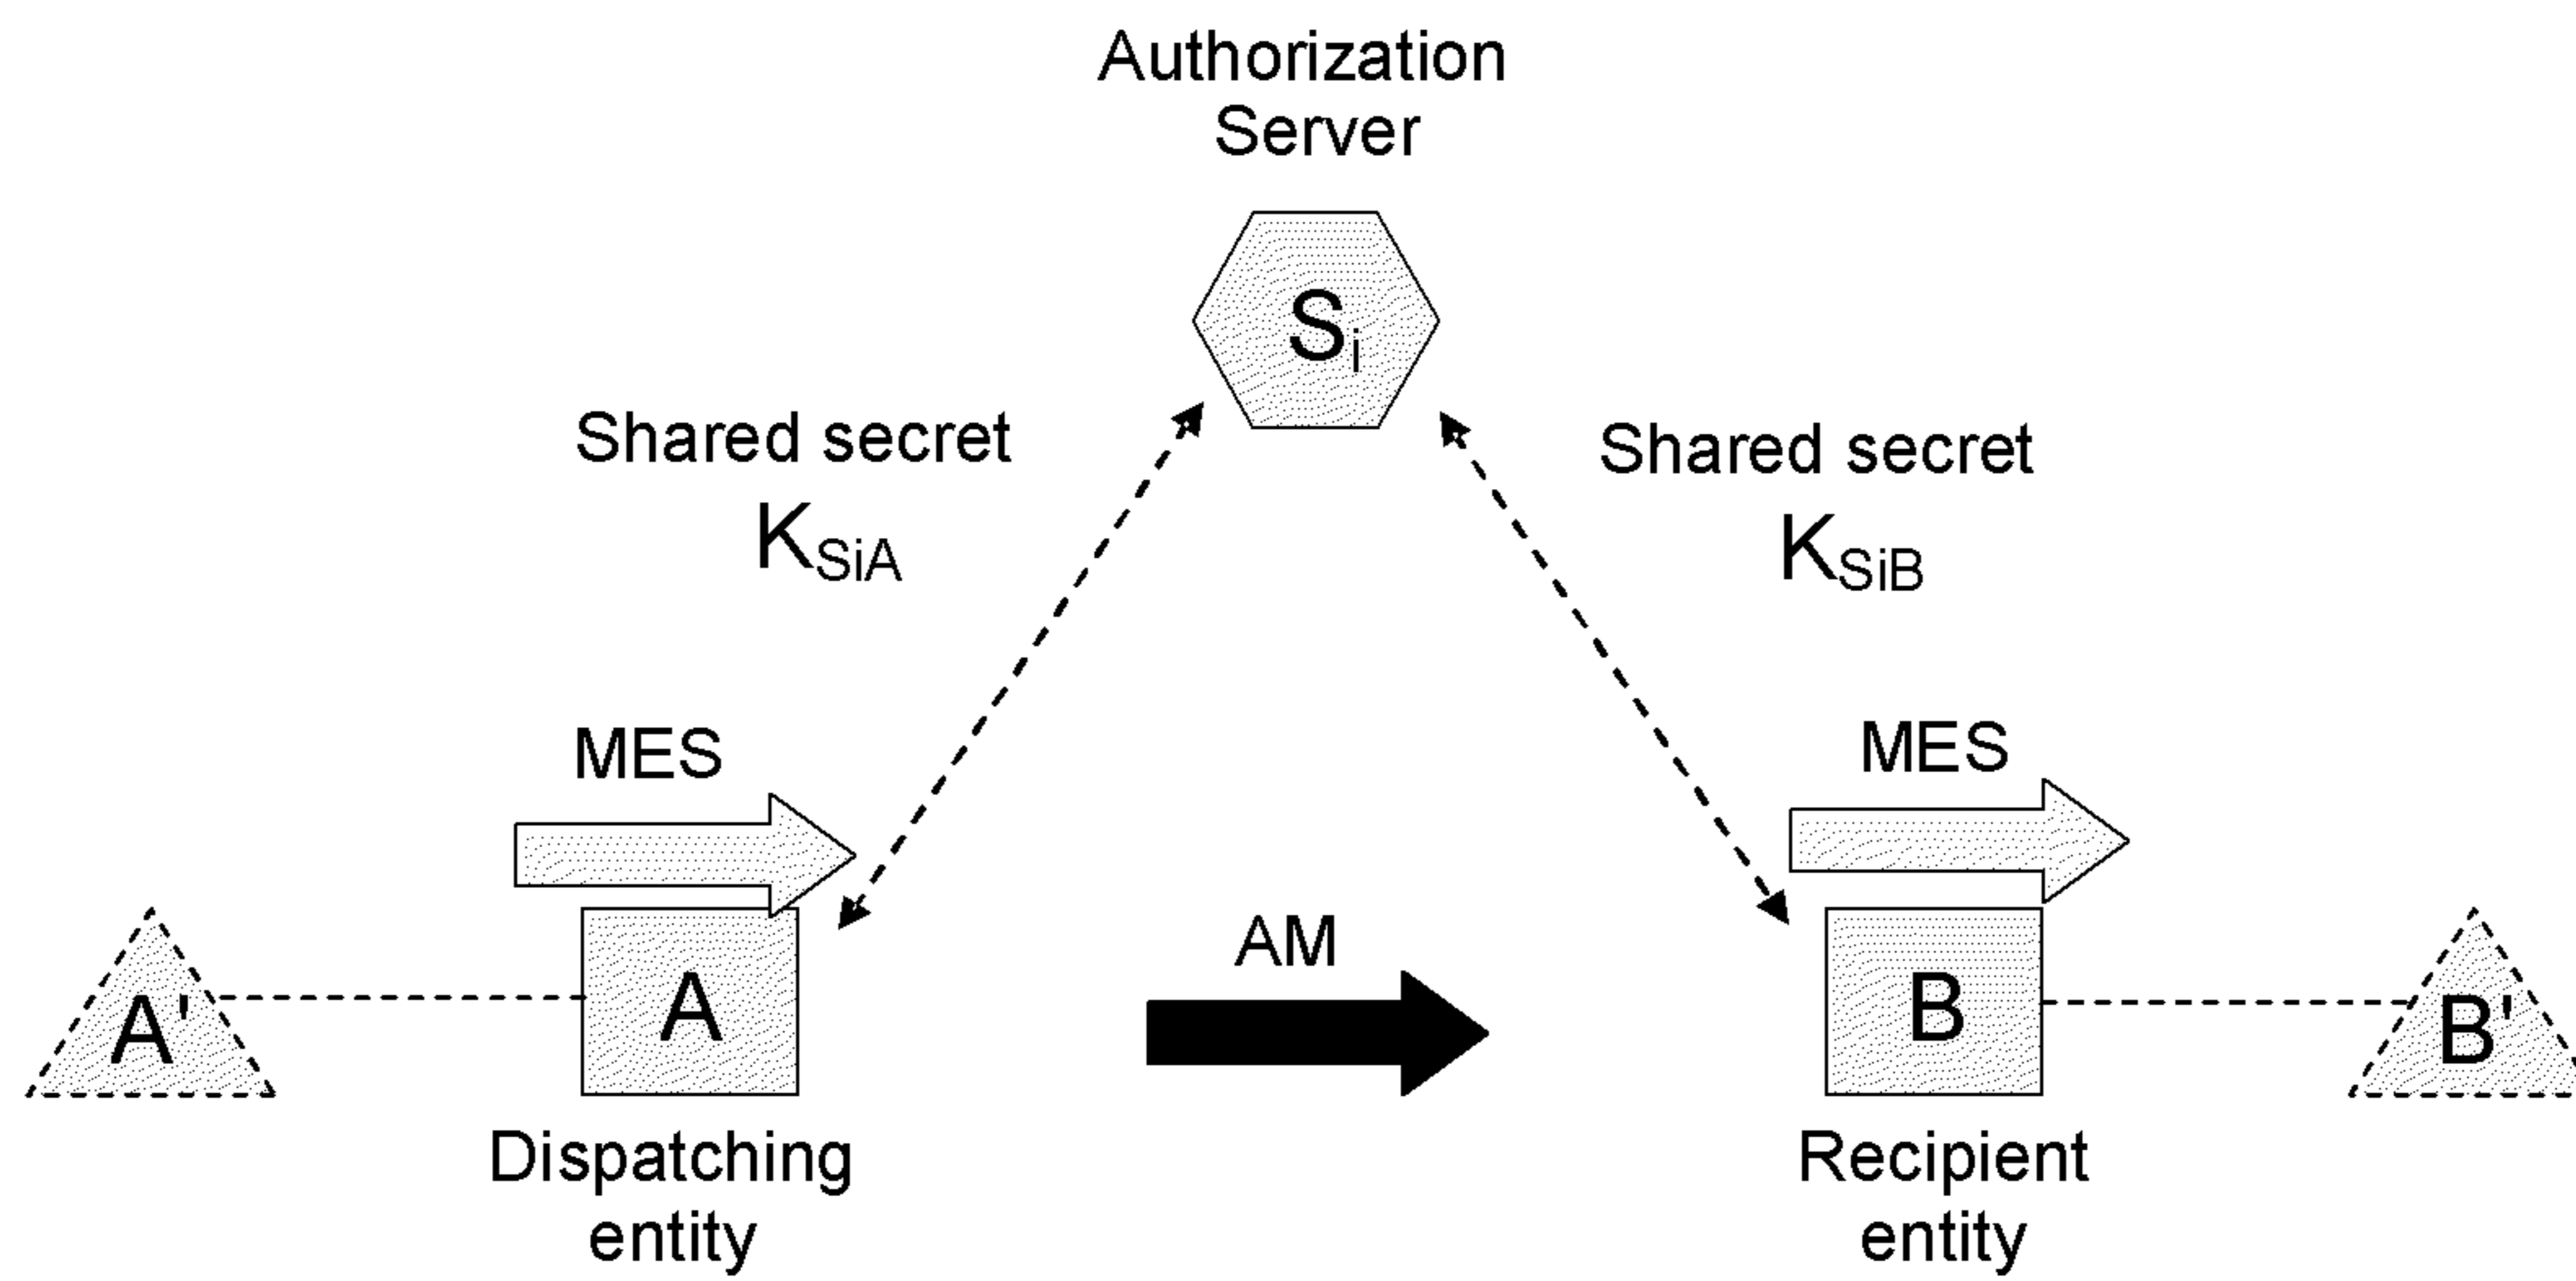 Authorization
Server
Si
Shared secret
KSiA
Shared secret
KSiB
MES
MES
AM
A'
A
B
B'
Dispatching
entity
Recipient
entity